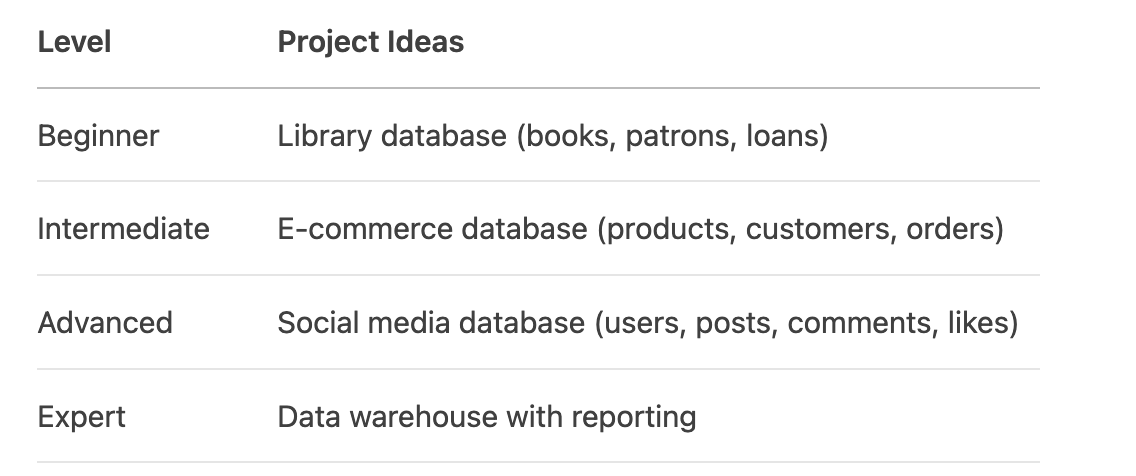 Level Project Ideas
Beginner Library database (books, patrons, loans)
Intermediate E-commerce database (products, customers, orders)
Advanced Social media database (users, posts, comments, likes)
Expert Data warehouse with reporting